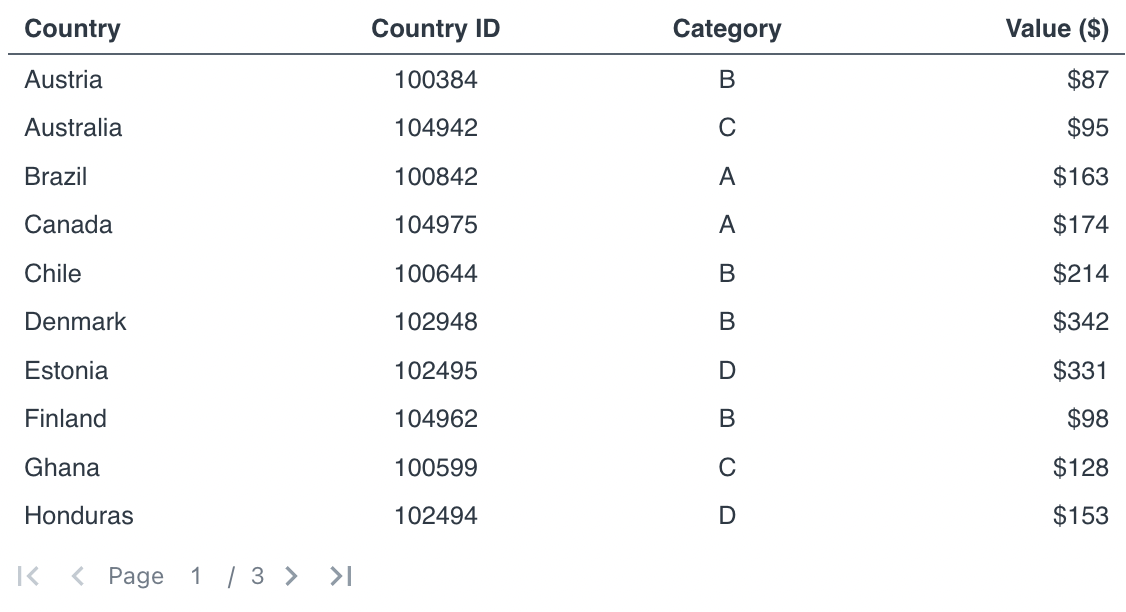 Country Country ID Category Value ($)
Austria 100384 B $87
Australia 104942 C $95
Brazil 100842 A $163
Canada 104975 A $174
Chile 100644 B $214
Denmark 102948 B $342
Estonia 102495 D $331
Finland 104962 B $98
Ghana 100599 C $128
Honduras 102494 D $153
Page 1 / 3